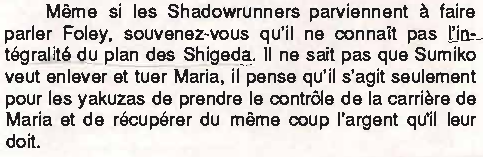 Même si les Shadowrunners parviennent à faire
parler Foley, souvenez-vous qu'il ne connaît pas l'in-
tégralité du plan des Shigeda. Il ne sait pas que Sumiko
veut enlever et tuer Maria, il pense qu'il s'agit seulement
pour les yakuzas de prendre le contrôle de la carrière de
Maria et de récupérer du même coup l'argent qu'il leur
doit.